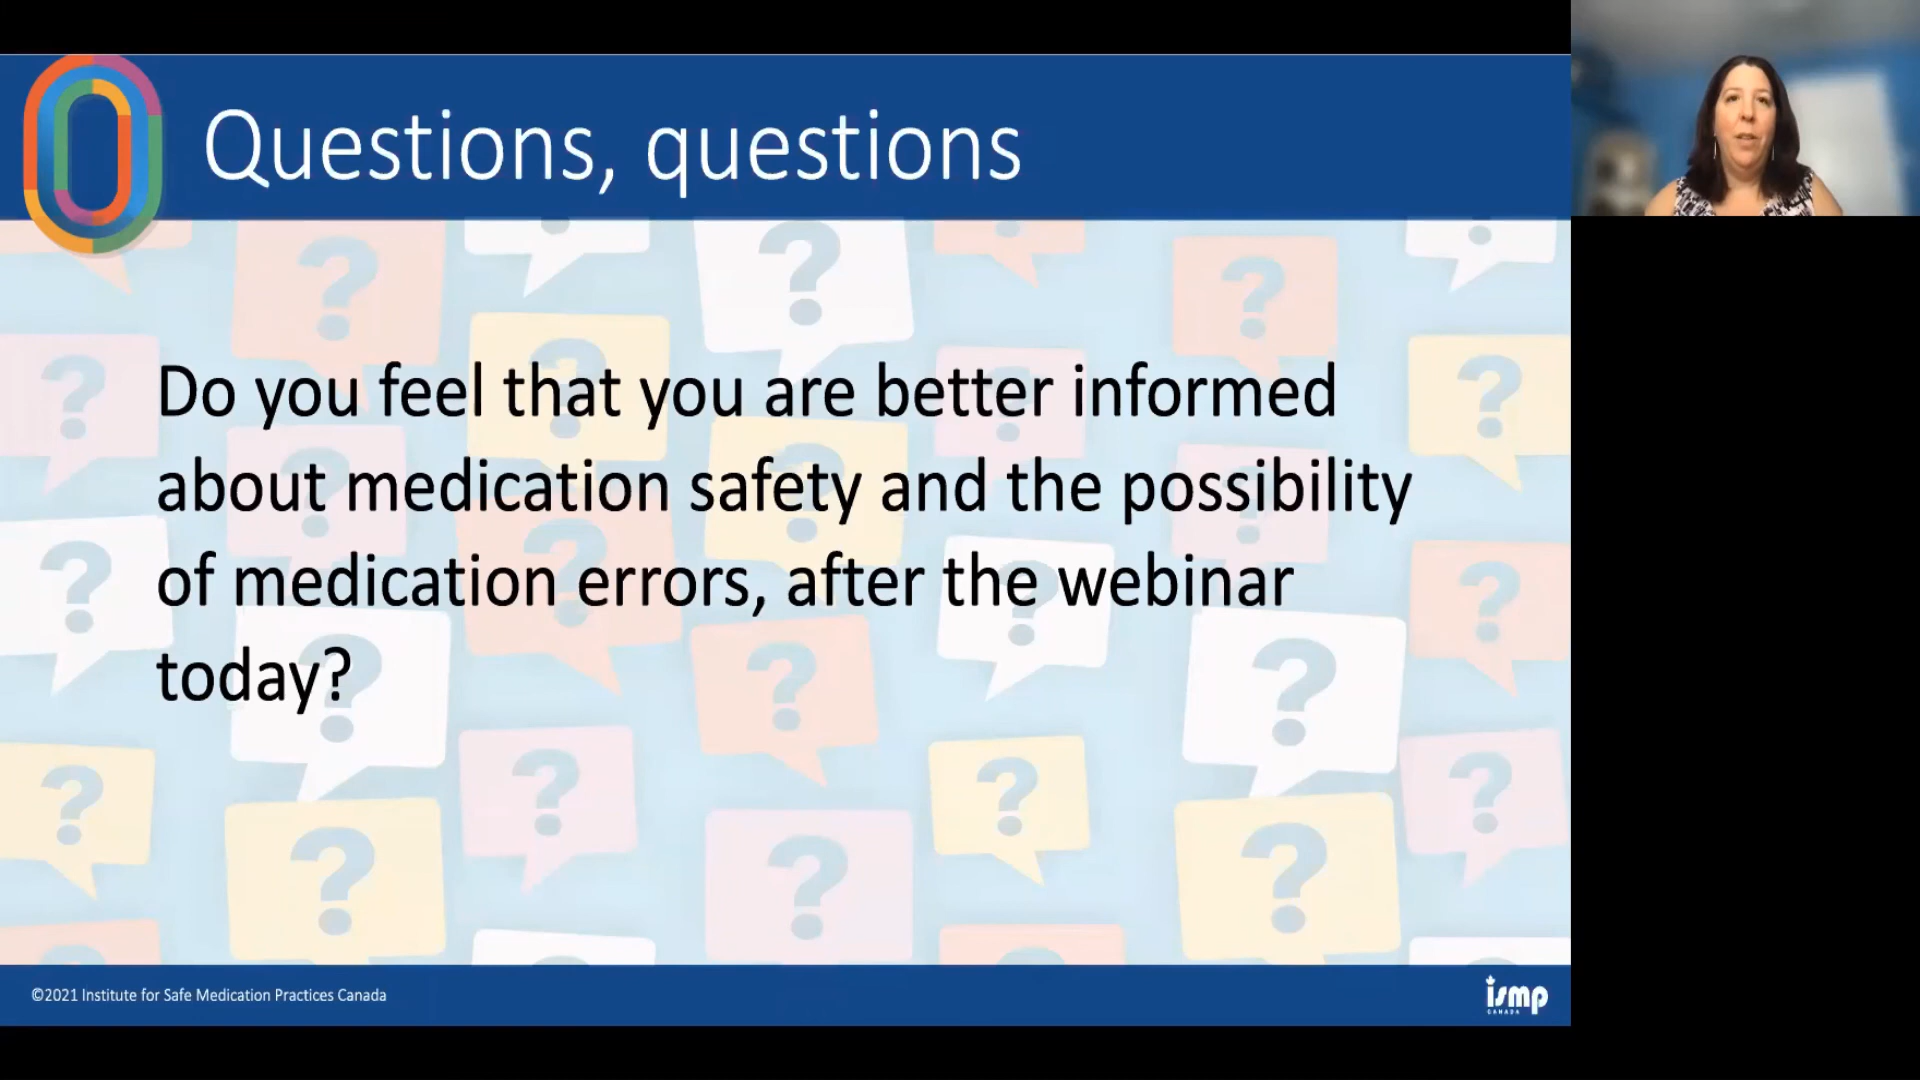 Questions, questions
Do you feel that you are better informed
about medication safety and the possibility
of medication errors, after the webinar
today?
©2021 Institute for Safe Medication Practices Canada
ismp
CANADA